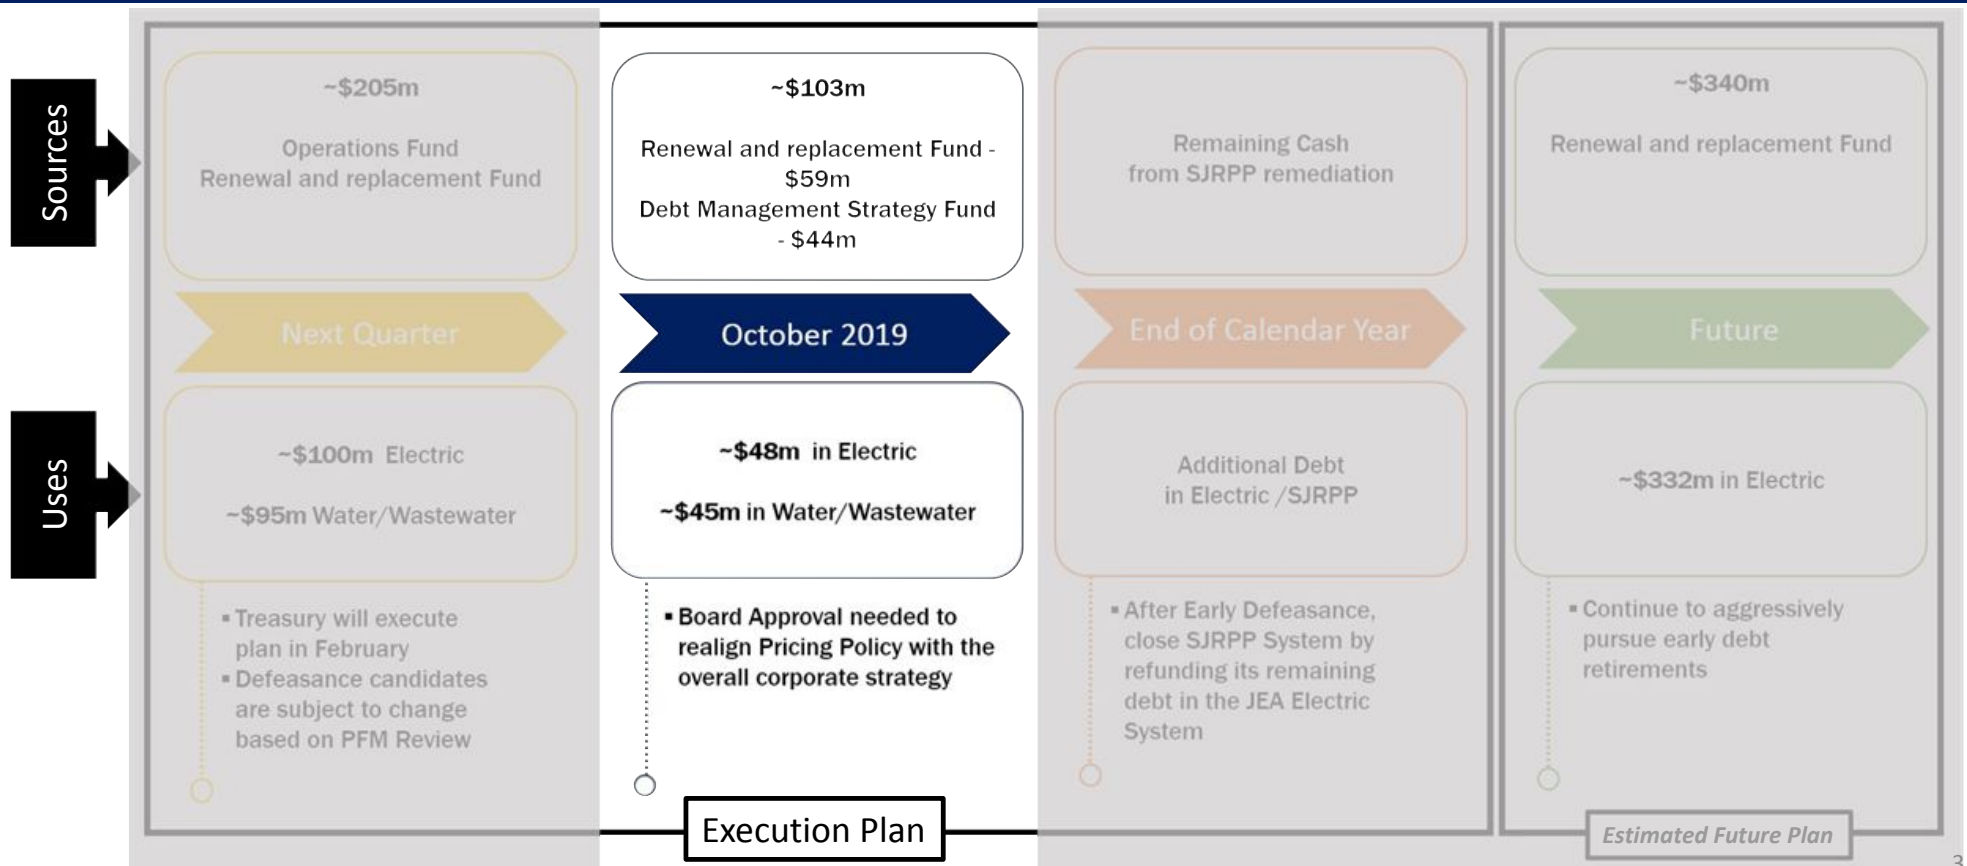 Sources
~$205m
Operations Fund
Renewal and replacement Fund
Next Quarter
Uses
~$100m Electric
~$95m Water/Wastewater
▪ Treasury will execute
plan in February
▪ Defeasance candidates
are subject to change
based on PFM Review
~$103m
Renewal and replacement Fund -
$59m
Debt Management Strategy Fund
- $44m
October 2019
~$48m in Electric
~$45m in Water/Wastewater
▪ Board Approval needed to
realign Pricing Policy with the
overall corporate strategy
Remaining Cash
from SJRPP remediation
End of Calendar Year
Additional Debt
in Electric /SJRPP
▪ After Early Defeasance,
close SJRPP System by
refunding its remaining
debt in the JEA Electric
System
Execution Plan
~$340m
Renewal and replacement Fund
Future
~$332m in Electric
▪ Continue to aggressively
pursue early debt
retirements
Estimated Future Plan
3